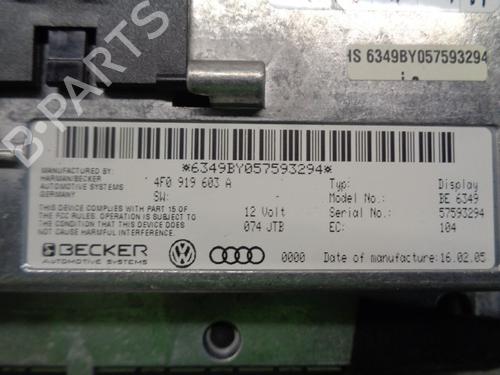 HS 6349BY057593294
B-PARTS
*6349BY057593294*
MANUFACTURED BY:
HARMAN/BECKER
AUTOMOTIVE SYSTEMS
GERMANY
4F0 919 603 A
SW:
Typ: Display
Model No.: BE 6349
THIS DEVICE COMPLIES WITH PART 15 OF
THE FCC RULES. OPERATION IS SUBJECT
TO THE CONDITION THAT THIS DEVICE DOES
NOT CAUSE HARMFUL INTERFERENCE.
12 Volt
Serial No.: 57593294
074 JTB
EC: 104
BECKER
AUTOMOTIVE SYSTEMS
0000
Date of manufacture: 16.02.05